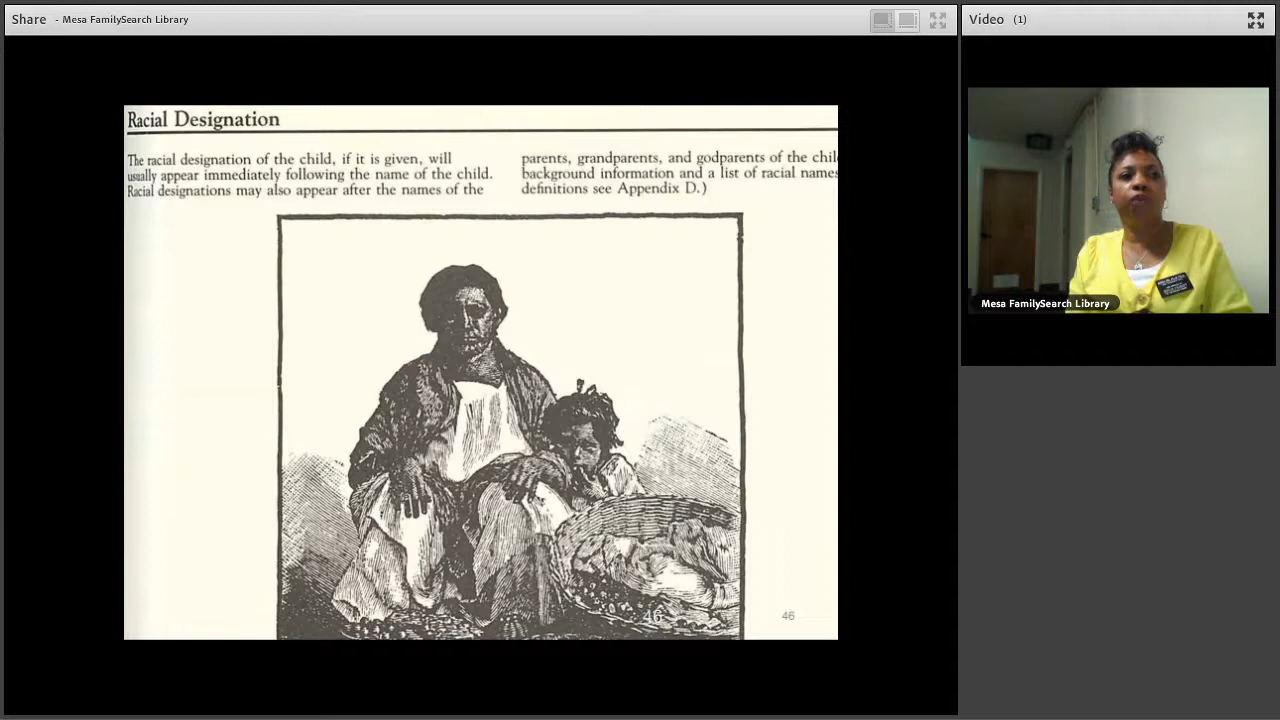 Share - Mesa FamilySearch Library
Video (1)
Racial Designation
The racial designation of the child, if it is given, will
usually appear immediately following the name of the child.
Racial designations may also appear after the names of the
parents, grandparents, and godparents of the
background information and a list of racial names
definitions see Appendix D.)
46
46
Mesa FamilySearch Library